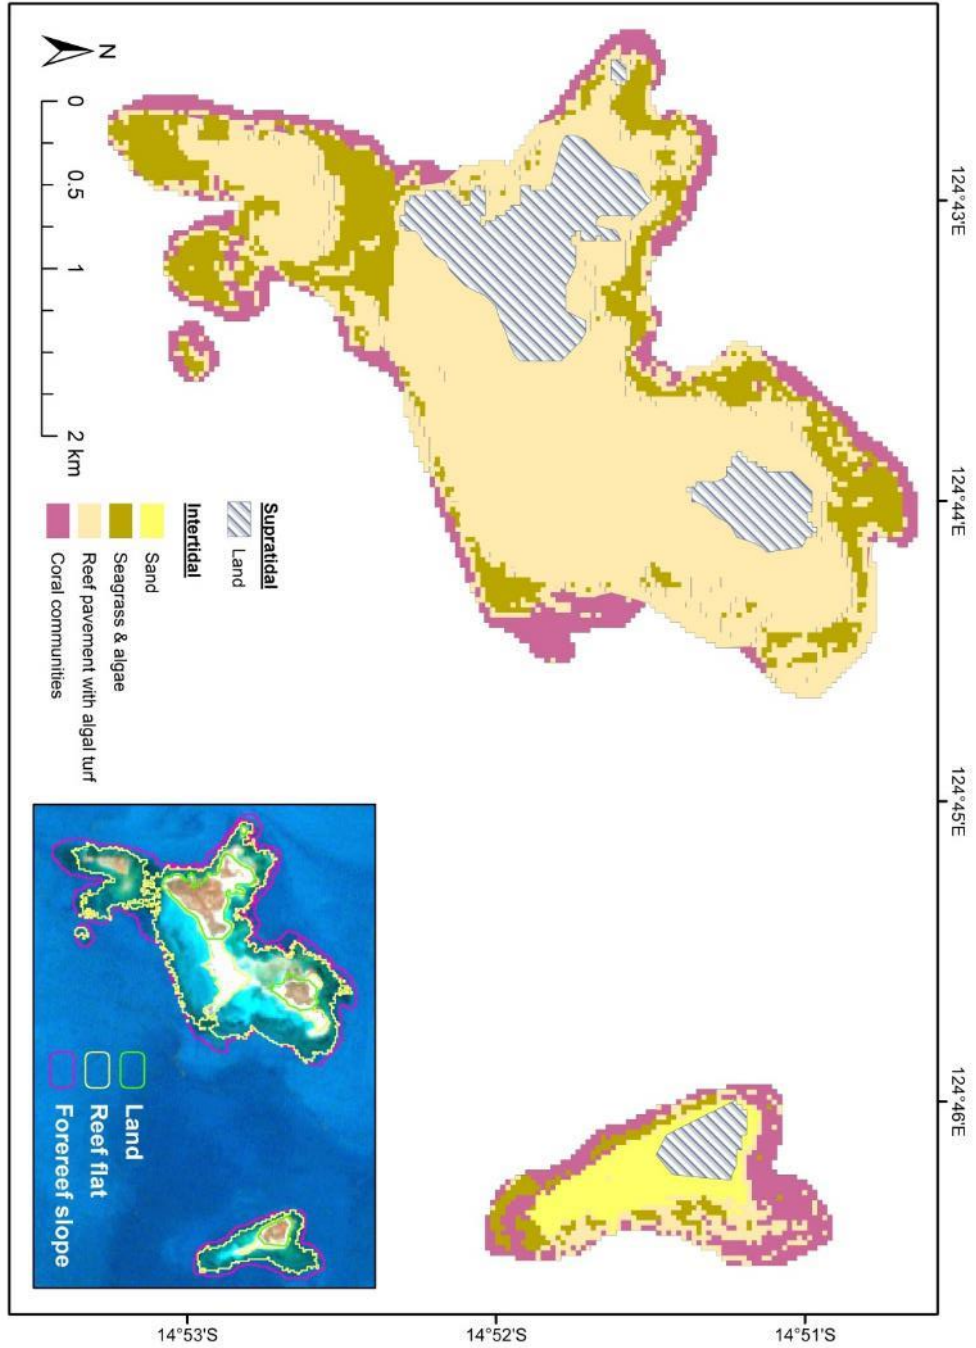 124°43'E
124°44'E
124°45'E
124°46'E
14°51'S
14°52'S
14°53'S
N
0
0.5
1
2 km
Supratidal
Land
Intertidal
Sand
Seagrass & algae
Reef pavement with algal turf
Coral communities
Land
Reef flat
Forereef slope